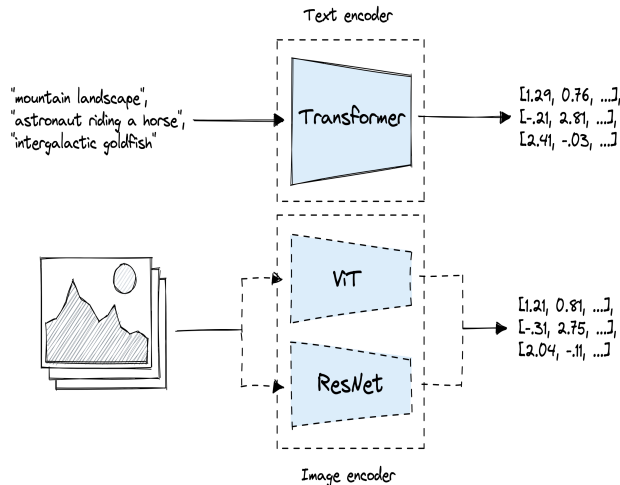 Text encoder
"mountain landscape",
"astronaut riding a horse",
"intergalactic goldfish"
Transformer
[1.29, 0.76, ...],
[-.21, 2.81, ...],
[2.41, -.03, ...]
ViT
ResNet
[1.21, 0.81, ...],
[-.31, 2.75, ...],
[2.04, -.11, ...]
Image encoder